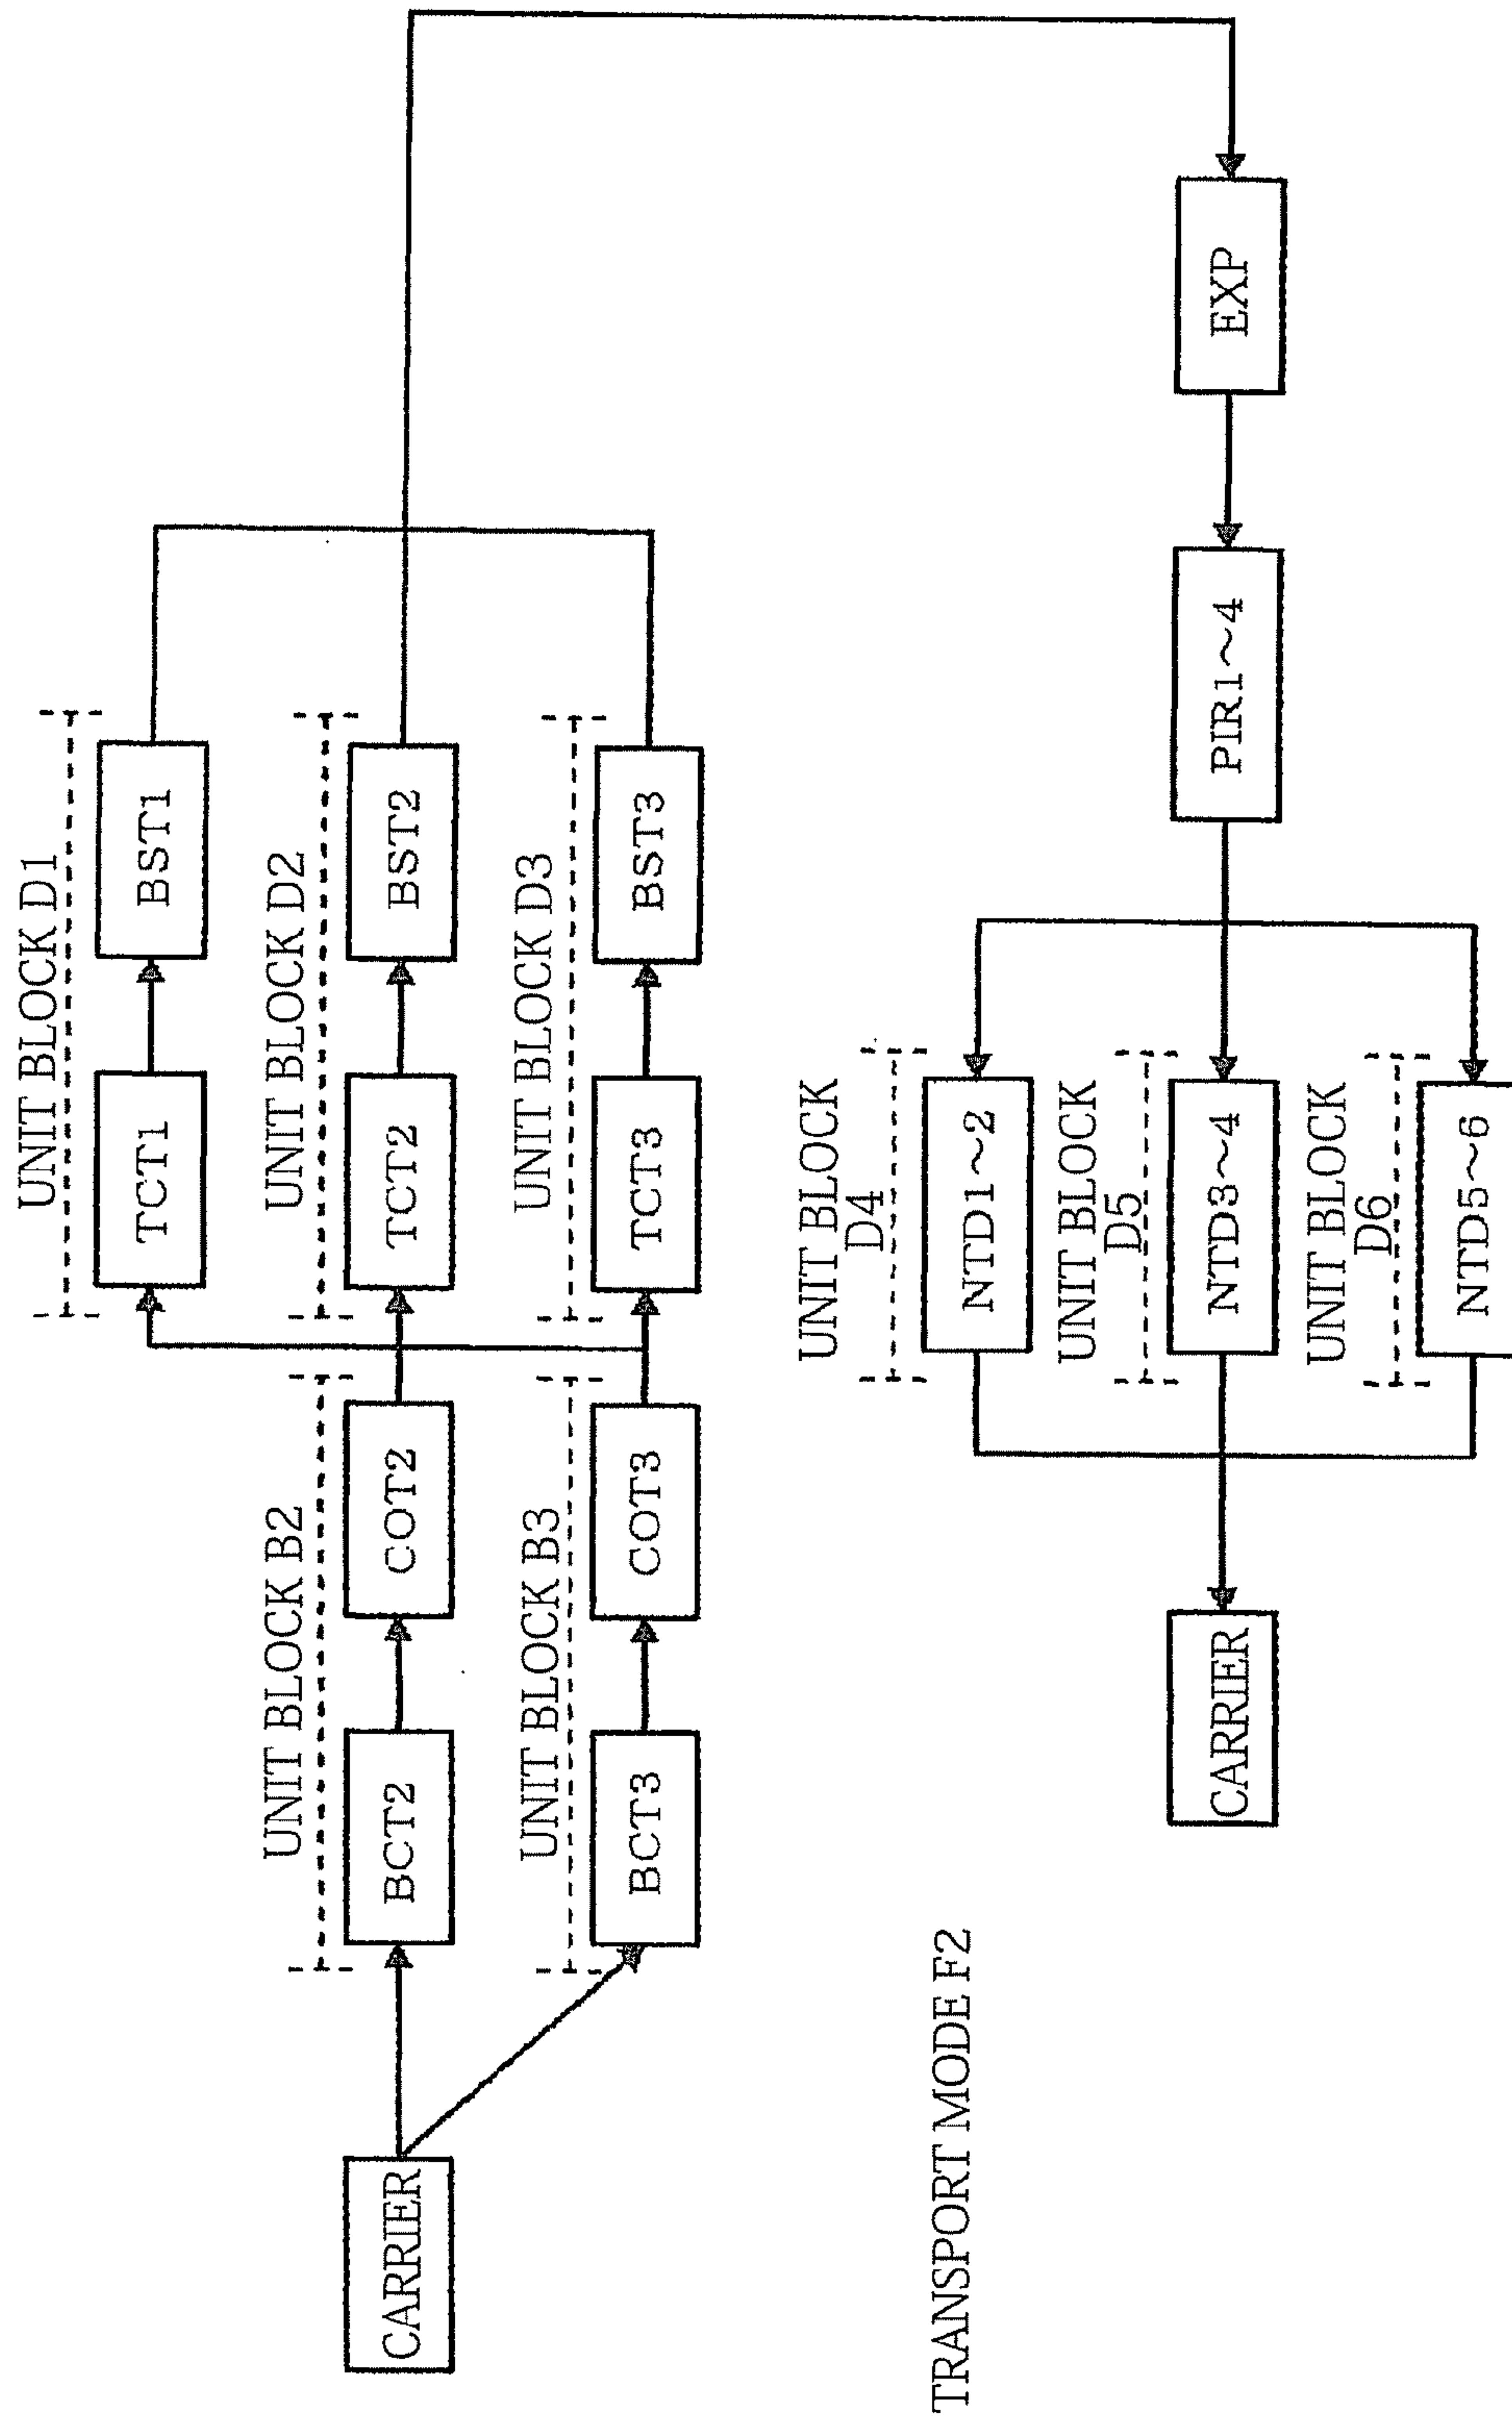 UNIT BLOCK D1
TCT1
BST1
UNIT BLOCK B2
UNIT BLOCK D2
CARRIER
BCT2
COT2
TCT2
BST2
UNIT BLOCK B3
UNIT BLOCK D3
BCT3
COT3
TCT3
BST3
UNIT BLOCK
D4
NTD1~2
UNIT BLOCK
D5
CARRIER
NTD3~4
PIR1~4
EXP
UNIT BLOCK
D6
NTD5~6
TRANSPORT MODE F2